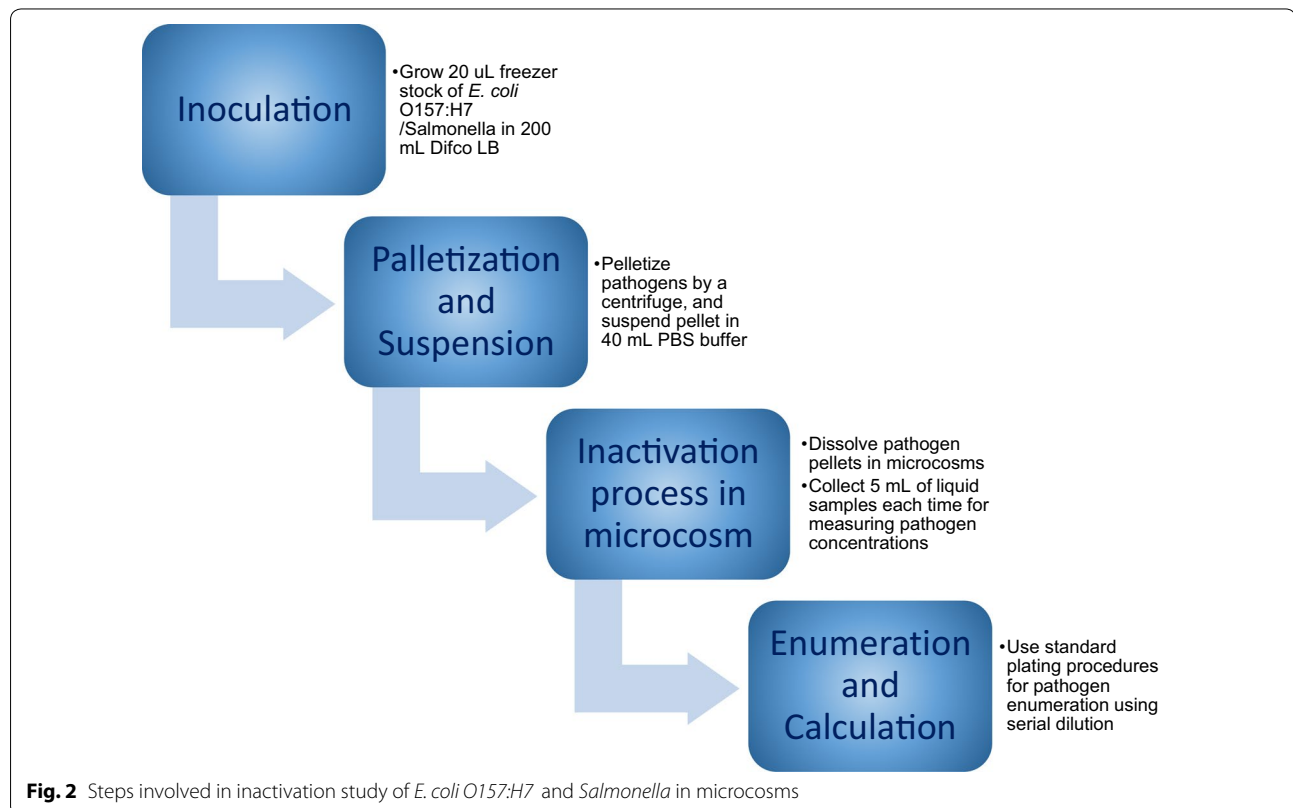 Inoculation
•Grow 20 uL freezer
stock of E. coli
O157:H7
/Salmonella in 200
mL Difco LB
Palletization
and
Suspension
•Pelletize
pathogens by a
centrifuge, and
suspend pellet in
40 mL PBS buffer
Inactivation
process in
microcosm
•Dissolve pathogen
pellets in microcosms
•Collect 5 mL of liquid
samples each time for
measuring pathogen
concentrations
Enumeration
and
Calculation
•Use standard
plating procedures
for pathogen
enumeration using
serial dilution
Fig. 2 Steps involved in inactivation study of E. coli O157:H7 and Salmonella in microcosms